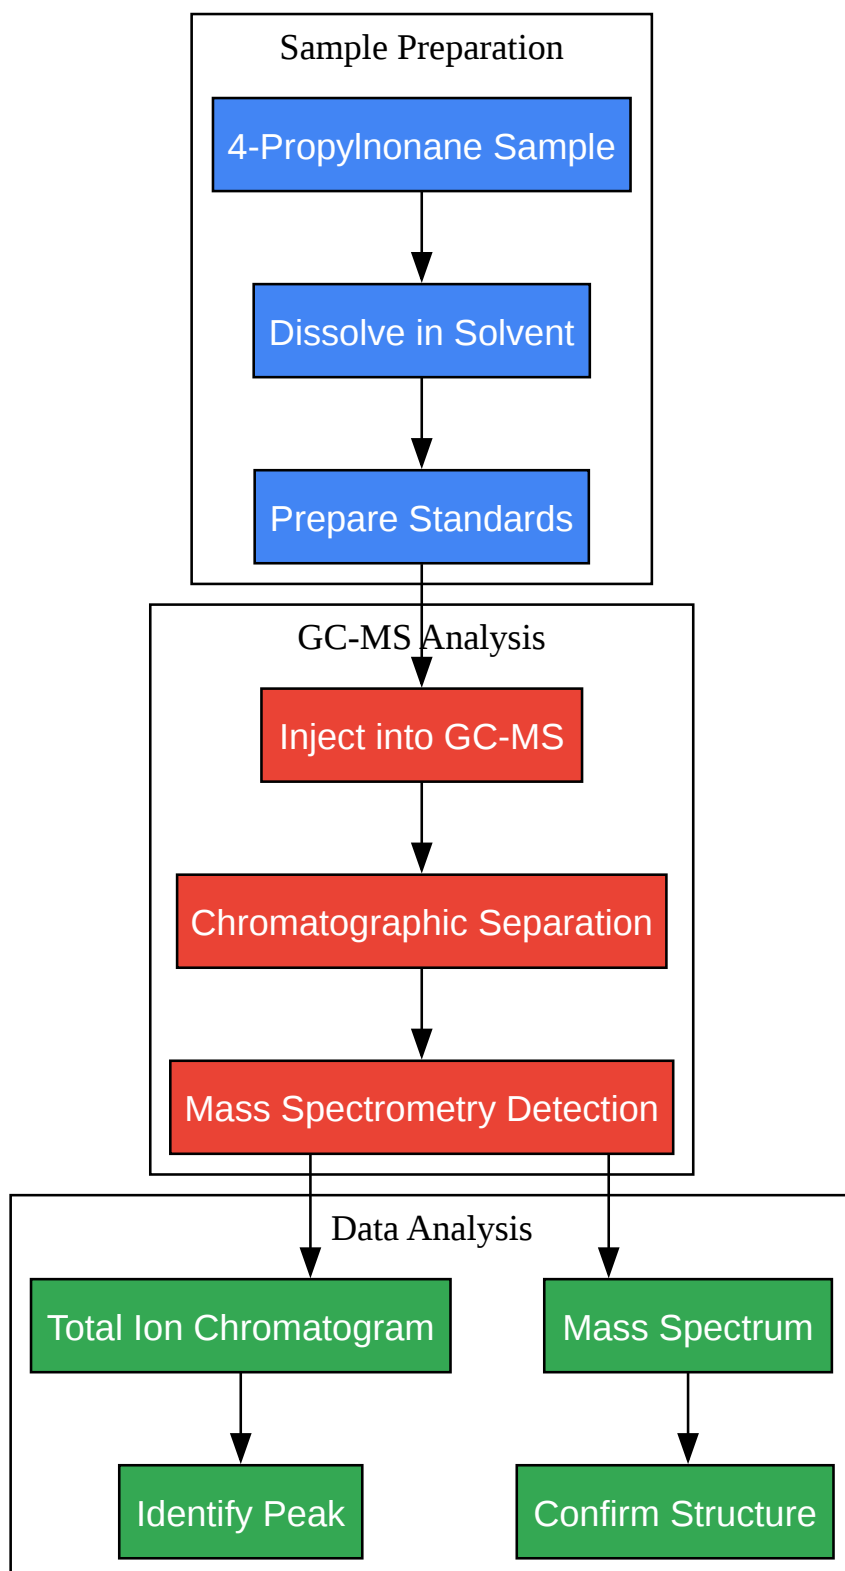 Sample Preparation
4-Propylnonane Sample
Dissolve in Solvent
Prepare Standards
GC-MS Analysis
Inject into GC-MS
Chromatographic Separation
Mass Spectrometry Detection
Data Analysis
Total Ion Chromatogram
Mass Spectrum
Identify Peak
Confirm Structure